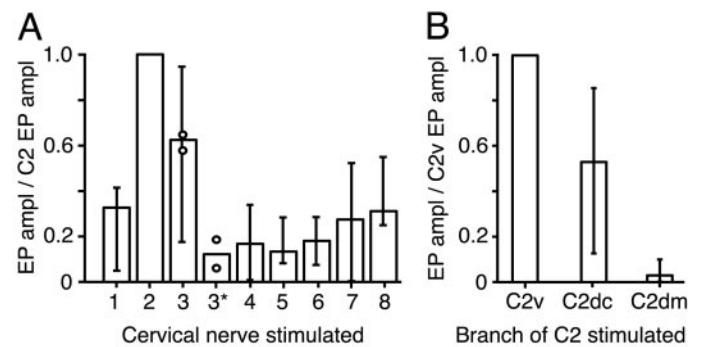 A
EP ampl / C2 EP ampl
1.0
0.6
0.2
0
1 2 3 3* 4 5 6 7 8
Cervical nerve stimulated
B
EP ampl / C2v EP ampl
1.0
0.6
0.2
0
C2v C2dc C2dm
Branch of C2 stimulated